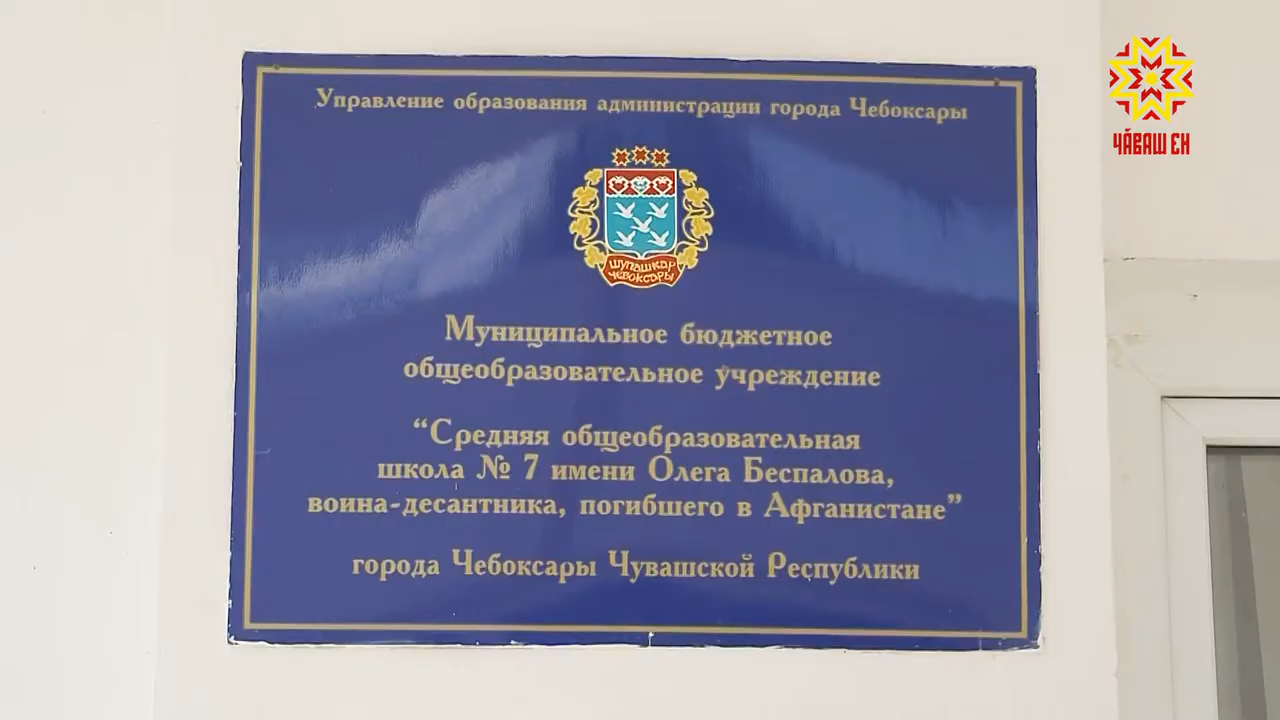 Управление образования администрации города Чебоксары
ЧӐВАШ ЕН
ШУПАШКАР
ЧЕБОКСАРЫ
Муниципальное бюджетное
общеобразовательное учреждение
“Средняя общеобразовательная
школа № 7 имени Олега Беспалова,
воина-десантника, погибшего в Афганистане”
города Чебоксары Чувашской Республики